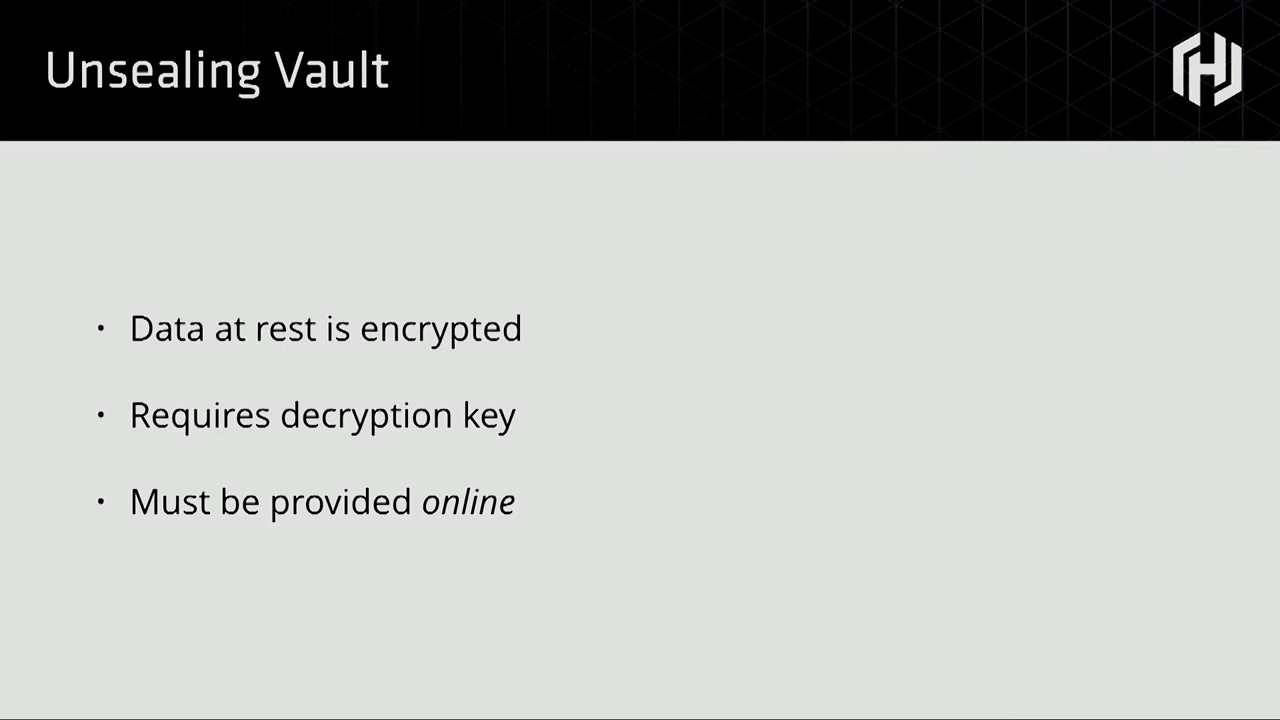 Unsealing Vault
• Data at rest is encrypted
• Requires decryption key
• Must be provided online